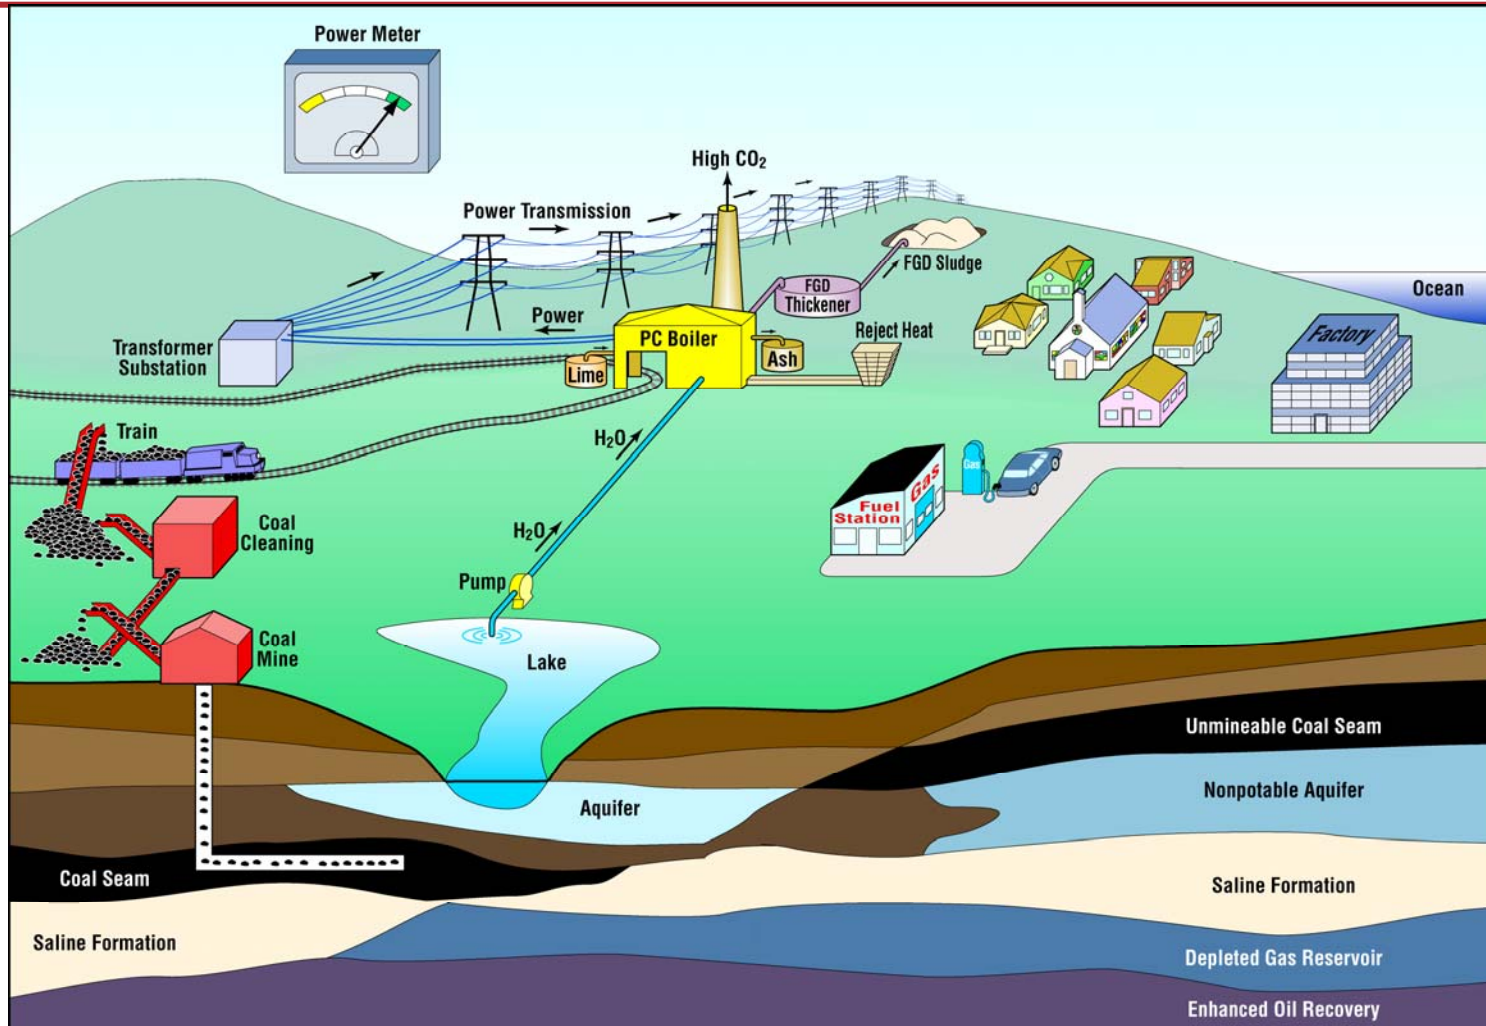 Power Meter
High CO₂
Power Transmission
FGD Sludge
FGD
Thickener
Ocean
Power
PC Boiler
Reject Heat
Factory
Transformer
Substation
Lime
Ash
Train
H₂O
Gas
Gas
Fuel
Station
Coal
Cleaning
H₂O
Pump
Coal
Mine
Lake
Unmineable Coal Seam
Aquifer
Nonpotable Aquifer
Coal Seam
Saline Formation
Saline Formation
Depleted Gas Reservoir
Enhanced Oil Recovery